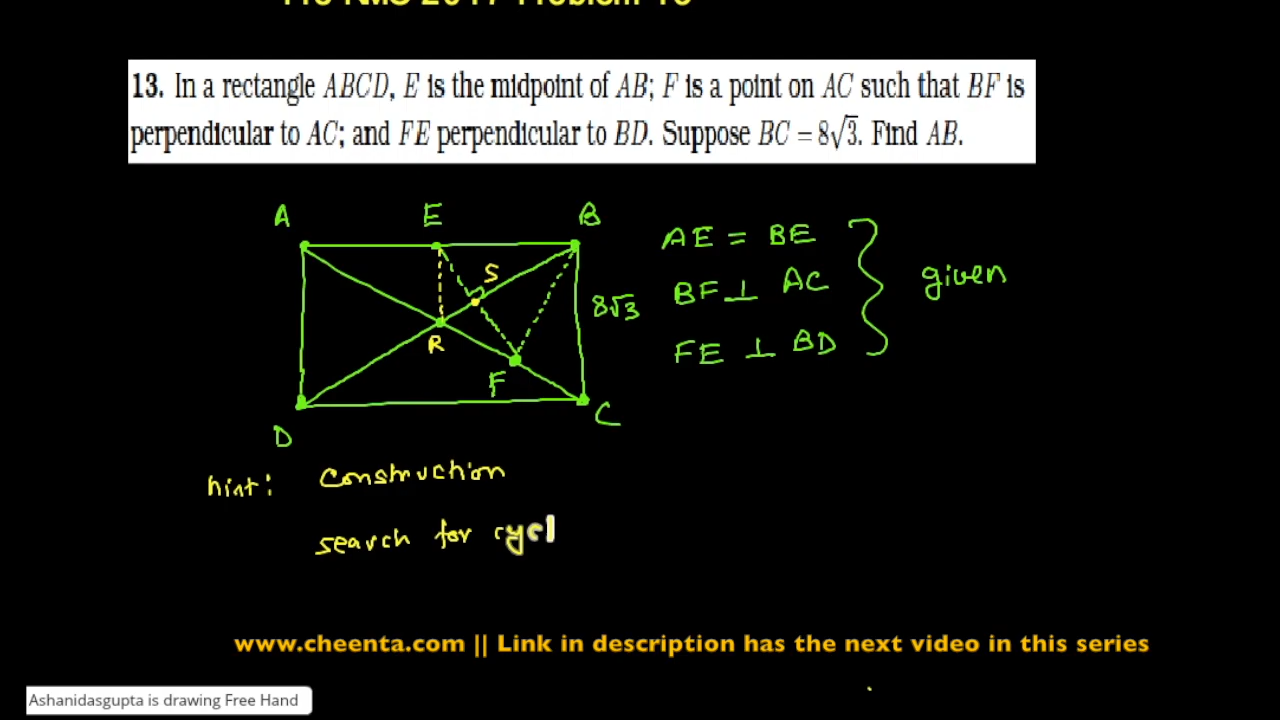 13. In a rectangle ABCD, E is the midpoint of AB; F is a point on AC such that BF is
perpendicular to AC; and FE perpendicular to BD. Suppose BC = 8√3. Find AB.
A E B
S
R
F
D C
8√3
AE = BE
BF ⊥ AC
FE ⊥ BD
given
hint: Construction
search for cycl
www.cheenta.com || Link in description has the next video in this series
Ashanidasgupta is drawing Free Hand